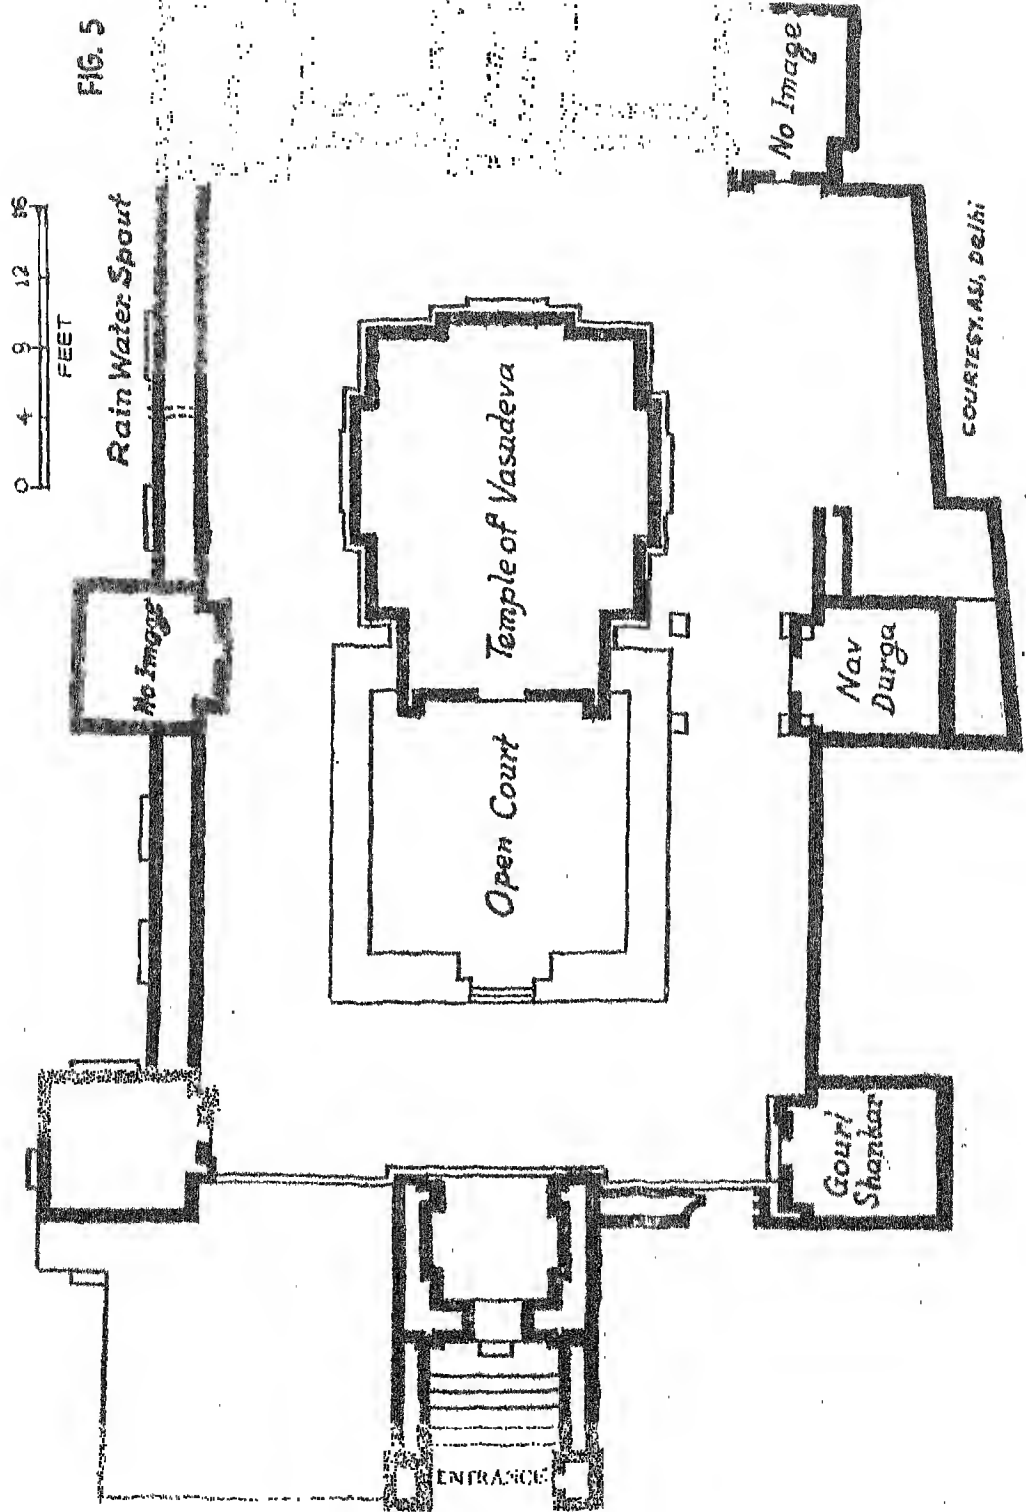 FIG. 5
0 4 9 12 16
FEET
Rain Water Spout
No Image
No Image
Temple of Vasudeva
Open Court
Nav
Durga
Gouri
Shankar
ENTRANCE
COURTESY, ASI, Delhi